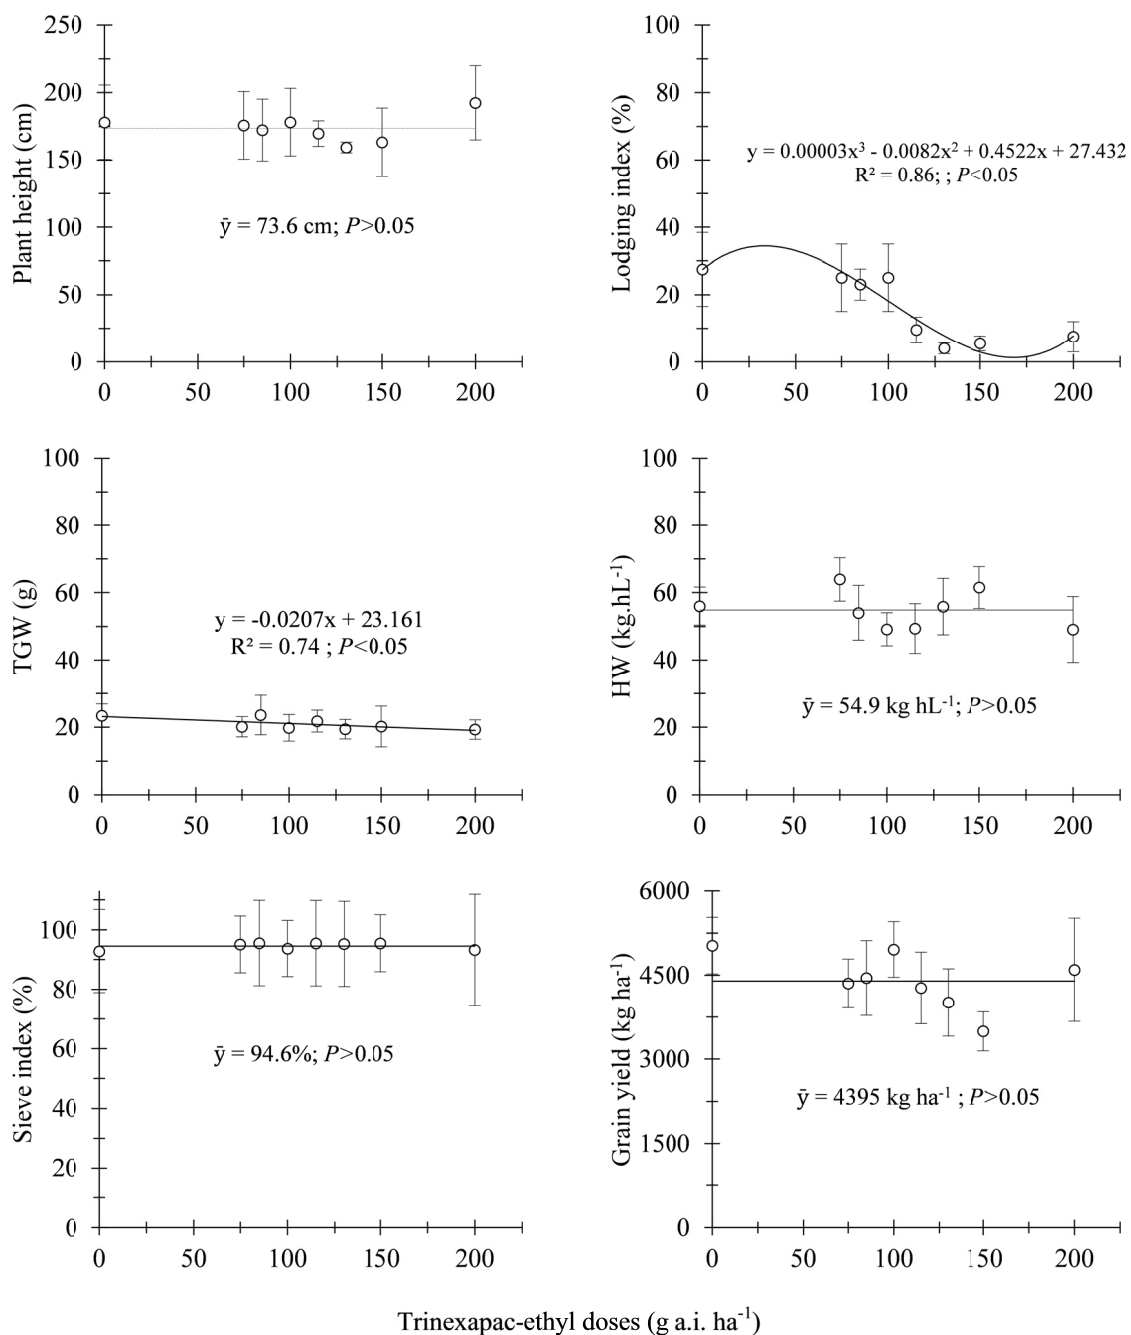 250
200
150
100
50
0
Plant height (cm)
ȳ = 73.6 cm; P>0.05
0 50 100 150 200
100
80
60
40
20
0
Lodging index (%)
y = 0.00003x³ - 0.0082x² + 0.4522x + 27.432
R² = 0.86; ; P<0.05
0 50 100 150 200
100
80
60
40
20
0
TGW (g)
y = -0.0207x + 23.161
R² = 0.74 ; P<0.05
0 50 100 150 200
100
80
60
40
20
0
HW (kg.hL⁻¹)
ȳ = 54.9 kg hL⁻¹; P>0.05
0 50 100 150 200
100
80
60
40
20
0
Sieve index (%)
ȳ = 94.6%; P>0.05
0 50 100 150 200
6000
4500
3000
1500
0
Grain yield (kg ha⁻¹)
ȳ = 4395 kg ha⁻¹ ; P>0.05
0 50 100 150 200
Trinexapac-ethyl doses (g a.i. ha⁻¹)